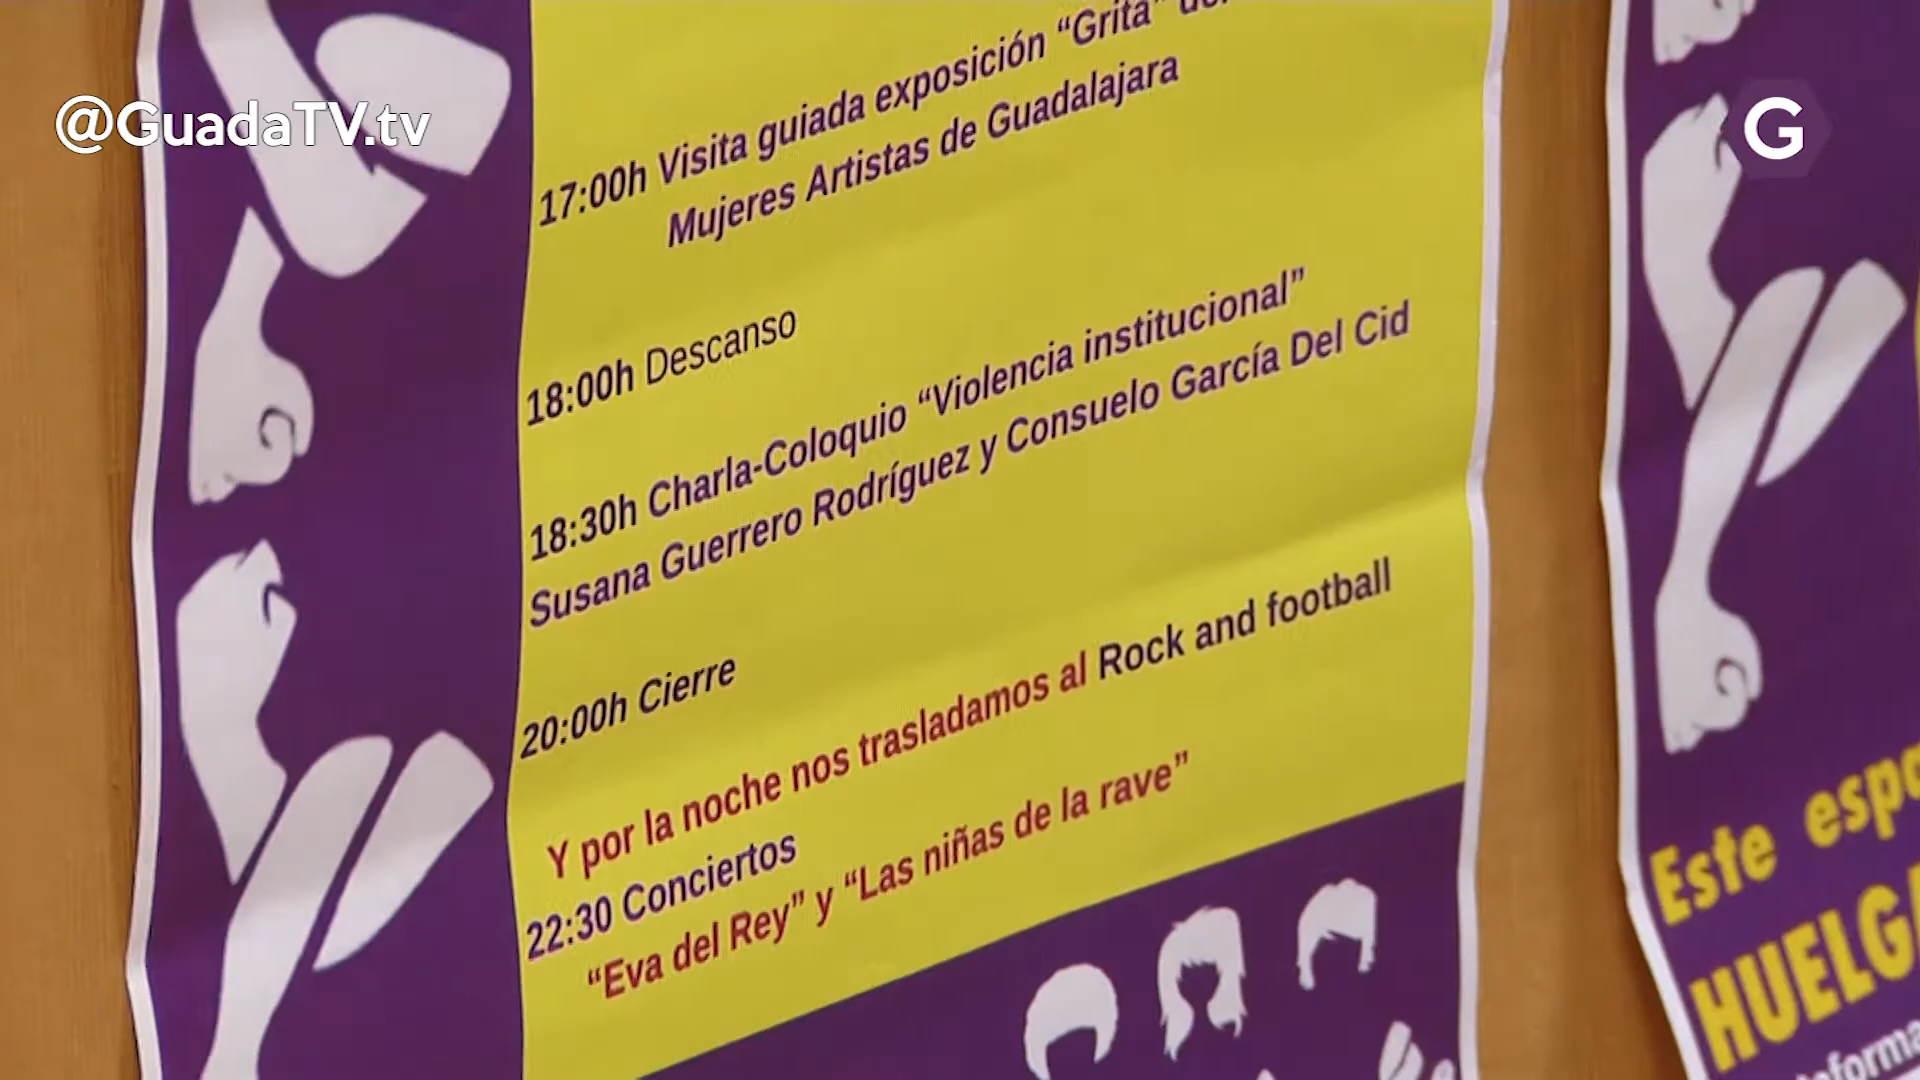 @GuadaTV.tv
G
17:00h Visita guiada exposición “Grita”
Mujeres Artistas de Guadalajara
18:00h Descanso
18:30h Charla-Coloquio “Violencia institucional”
Susana Guerrero Rodríguez y Consuelo García Del Cid
20:00h Cierre
Y por la noche nos trasladamos al Rock and football
22:30 Conciertos
“Eva del Rey” y “Las niñas de la rave”
Este